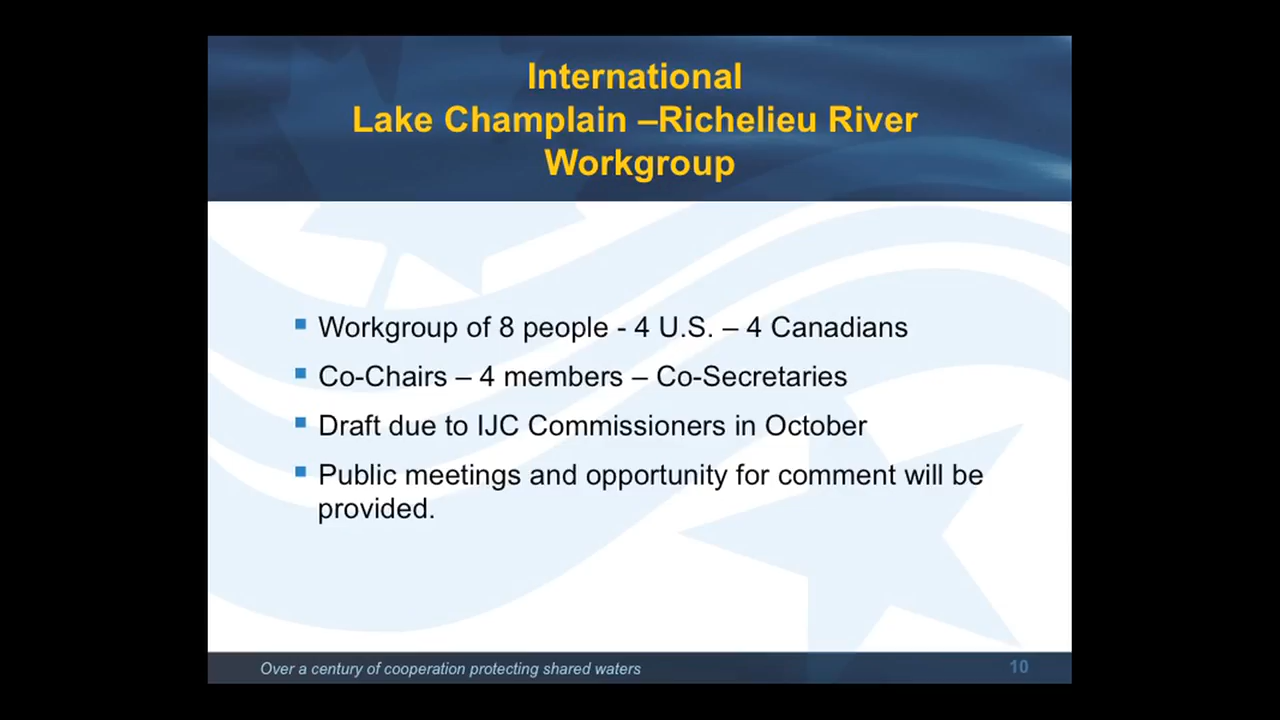 International
Lake Champlain –Richelieu River
Workgroup
Workgroup of 8 people - 4 U.S. – 4 Canadians
Co-Chairs – 4 members – Co-Secretaries
Draft due to IJC Commissioners in October
Public meetings and opportunity for comment will be
provided.
Over a century of cooperation protecting shared waters
10